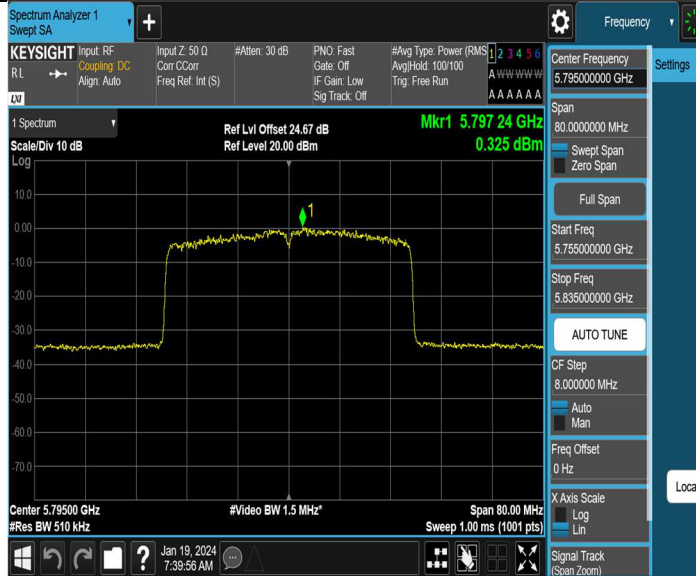 Spectrum Analyzer 1
Swept SA
+
Frequency
KEYSIGHT
RL
LXI
Input: RF
Coupling: DC
Align: Auto
Input Z: 50 Ω
Corr CCorr
Freq Ref: Int (S)
#Atten: 30 dB
PNO: Fast
Gate: Off
IF Gain: Low
Sig Track: Off
#Avg Type: Power (RMS
Avg|Hold: 100/100
Trig: Free Run
1 2 3 4 5 6
A W W W W W
A A A A A A
1 Spectrum
Scale/Div 10 dB
Log
Ref Lvl Offset 24.67 dB
Ref Level 20.00 dBm
Mkr1 5.797 24 GHz
0.325 dBm
1
10.0
0.00
-10.0
-20.0
-30.0
-40.0
-50.0
-60.0
-70.0
Center 5.79500 GHz
#Res BW 510 kHz
#Video BW 1.5 MHz*
Span 80.00 MHz
Sweep 1.00 ms (1001 pts)
Jan 19, 2024
7:39:56 AM
?
Center Frequency
5.795000000 GHz
Span
80.0000000 MHz
Swept Span
Zero Span
Full Span
Start Freq
5.755000000 GHz
Stop Freq
5.835000000 GHz
AUTO TUNE
CF Step
8.000000 MHz
Auto
Man
Freq Offset
0 Hz
X Axis Scale
Log
Lin
Signal Track
(Span Zoom)
Settings
Loca